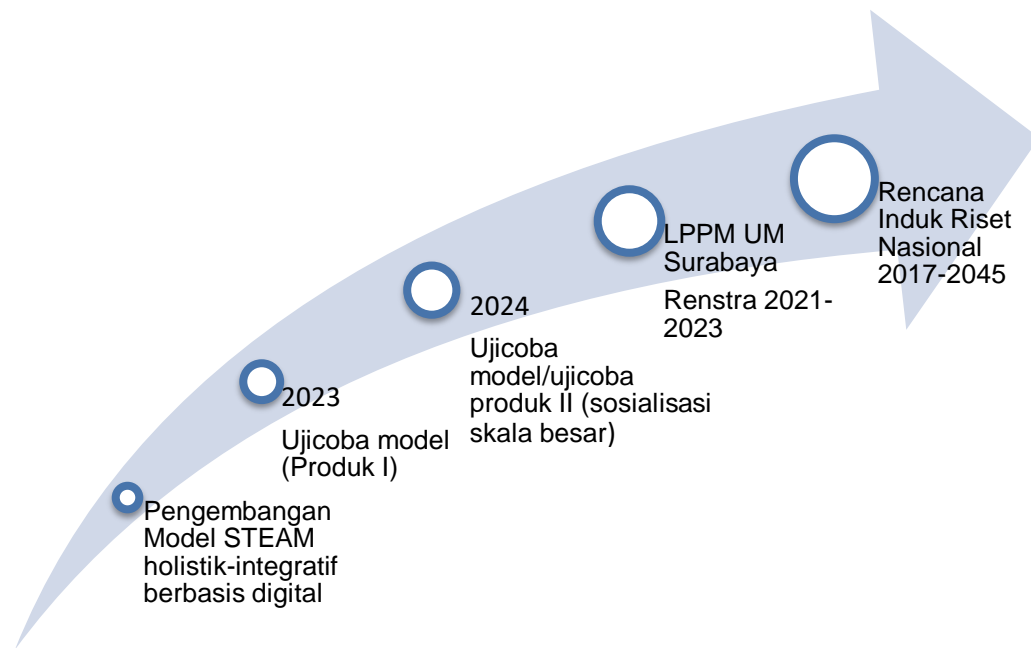 Pengembangan
Model STEAM
holistik-integratif
berbasis digital
2023
Ujicoba model
(Produk I)
2024
Ujicoba
model/ujicoba
produk II (sosialisasi
skala besar)
LPPM UM
Surabaya
Renstra 2021-
2023
Rencana
Induk Riset
Nasional
2017-2045